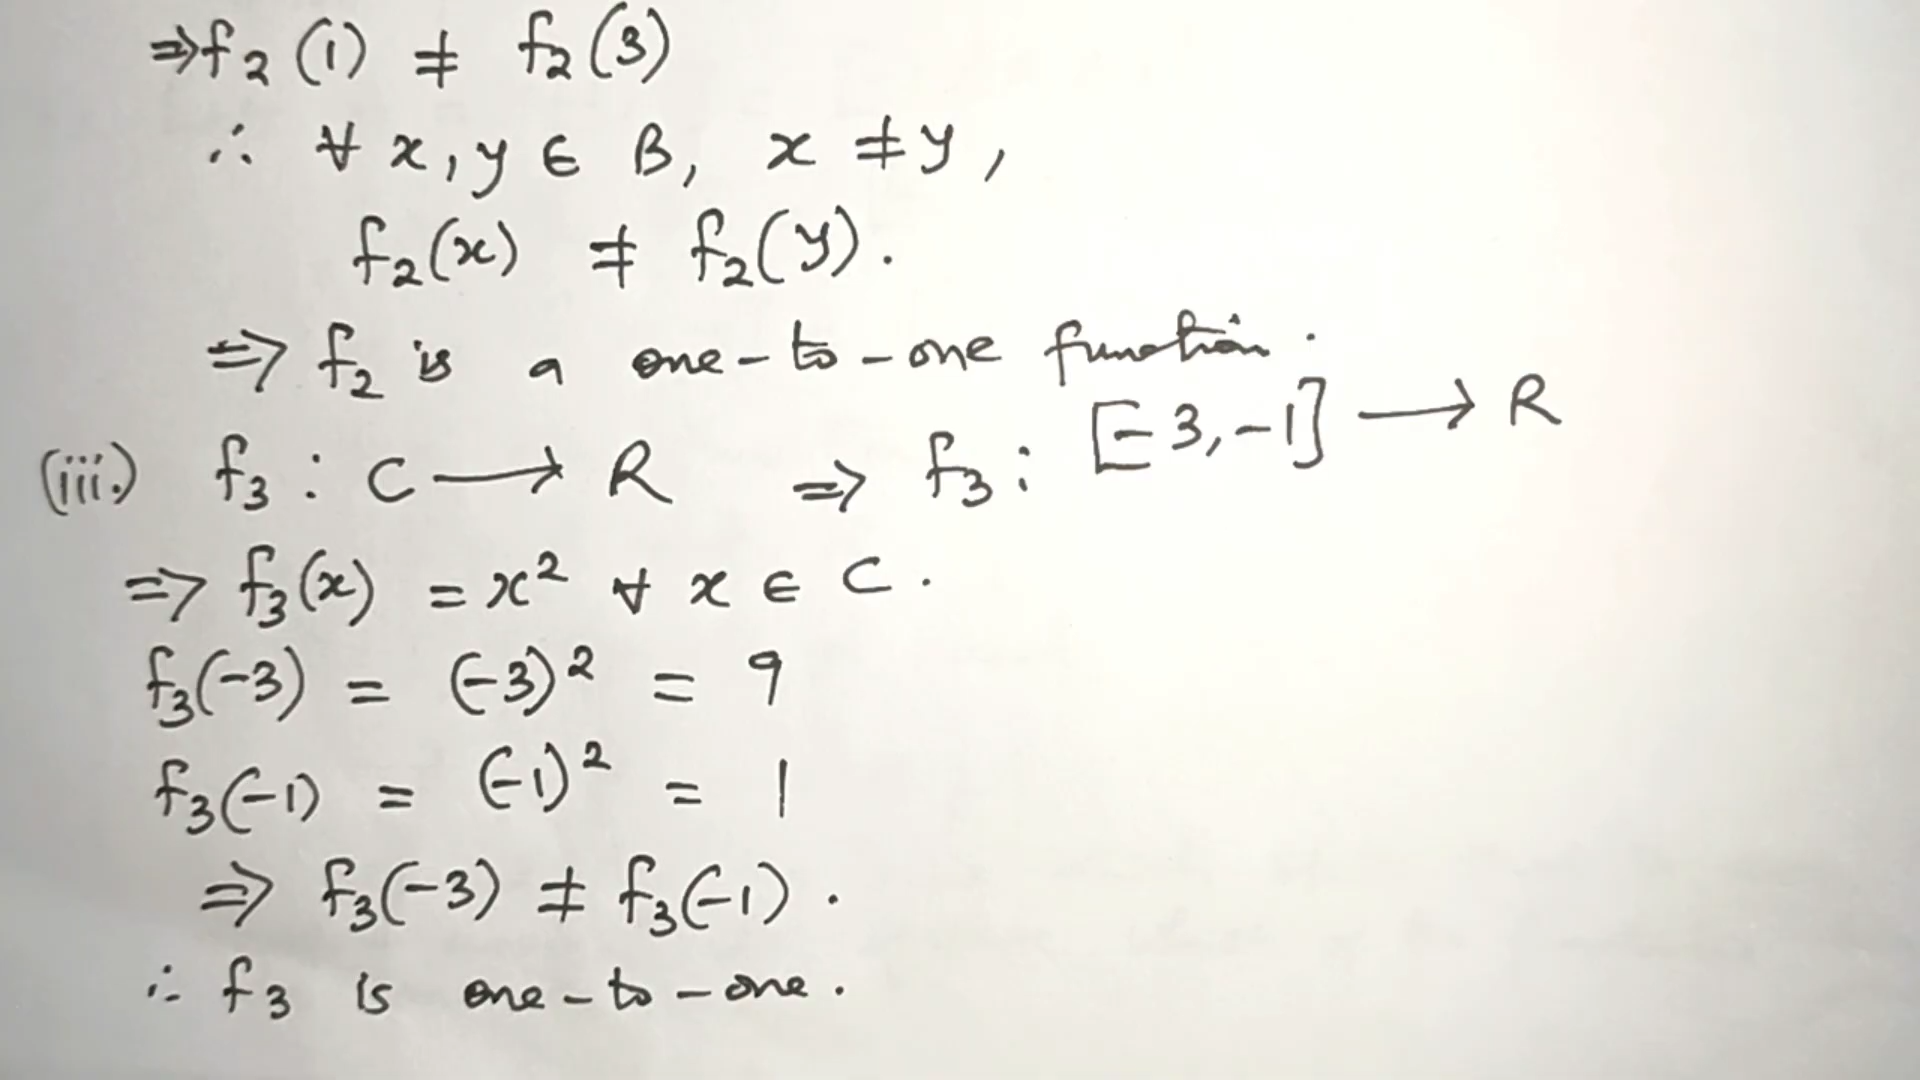 ⇒ f₂(1) ≠ f₂(3)
∴ ∀ x, y ∈ B, x ≠ y,
f₂(x) ≠ f₂(y).
⇒ f₂ is a one-to-one function.
(iii.) f₃ : C ⟶ R ⇒ f₃ : [-3, -1] ⟶ R
⇒ f₃(x) = x² ∀ x ∈ C.
f₃(-3) = (-3)² = 9
f₃(-1) = (-1)² = 1
⇒ f₃(-3) ≠ f₃(-1).
∴ f₃ is one-to-one.